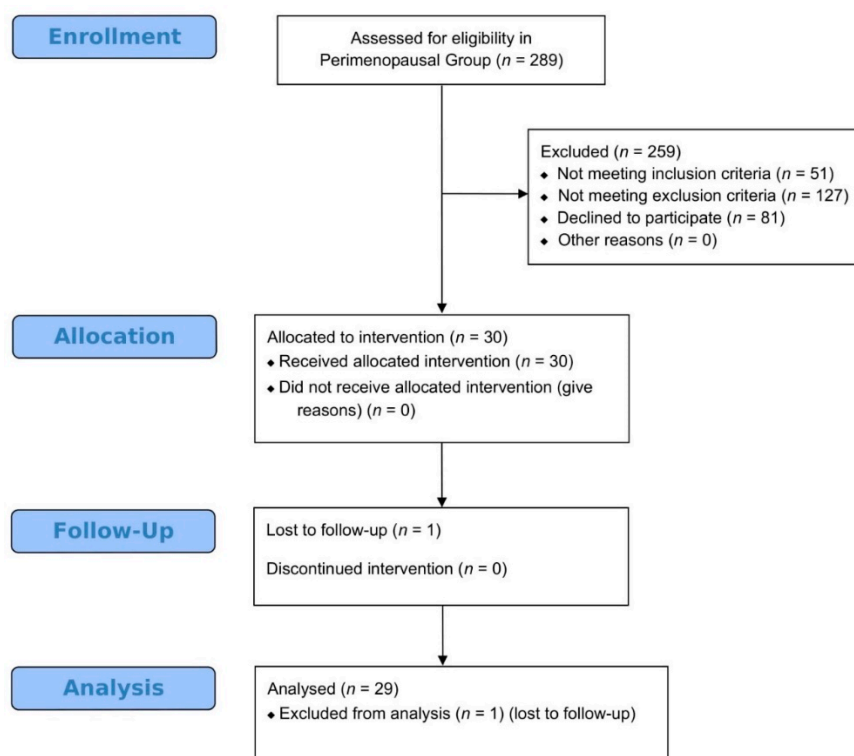 Enrollment
Assessed for eligibility in
Perimenopausal Group (n = 289)
Excluded (n = 259)
◆ Not meeting inclusion criteria (n = 51)
◆ Not meeting exclusion criteria (n = 127)
◆ Declined to participate (n = 81)
◆ Other reasons (n = 0)
Allocation
Allocated to intervention (n = 30)
◆ Received allocated intervention (n = 30)
◆ Did not receive allocated intervention (give
reasons) (n = 0)
Follow-Up
Lost to follow-up (n = 1)
Discontinued intervention (n = 0)
Analysis
Analysed (n = 29)
◆ Excluded from analysis (n = 1) (lost to follow-up)